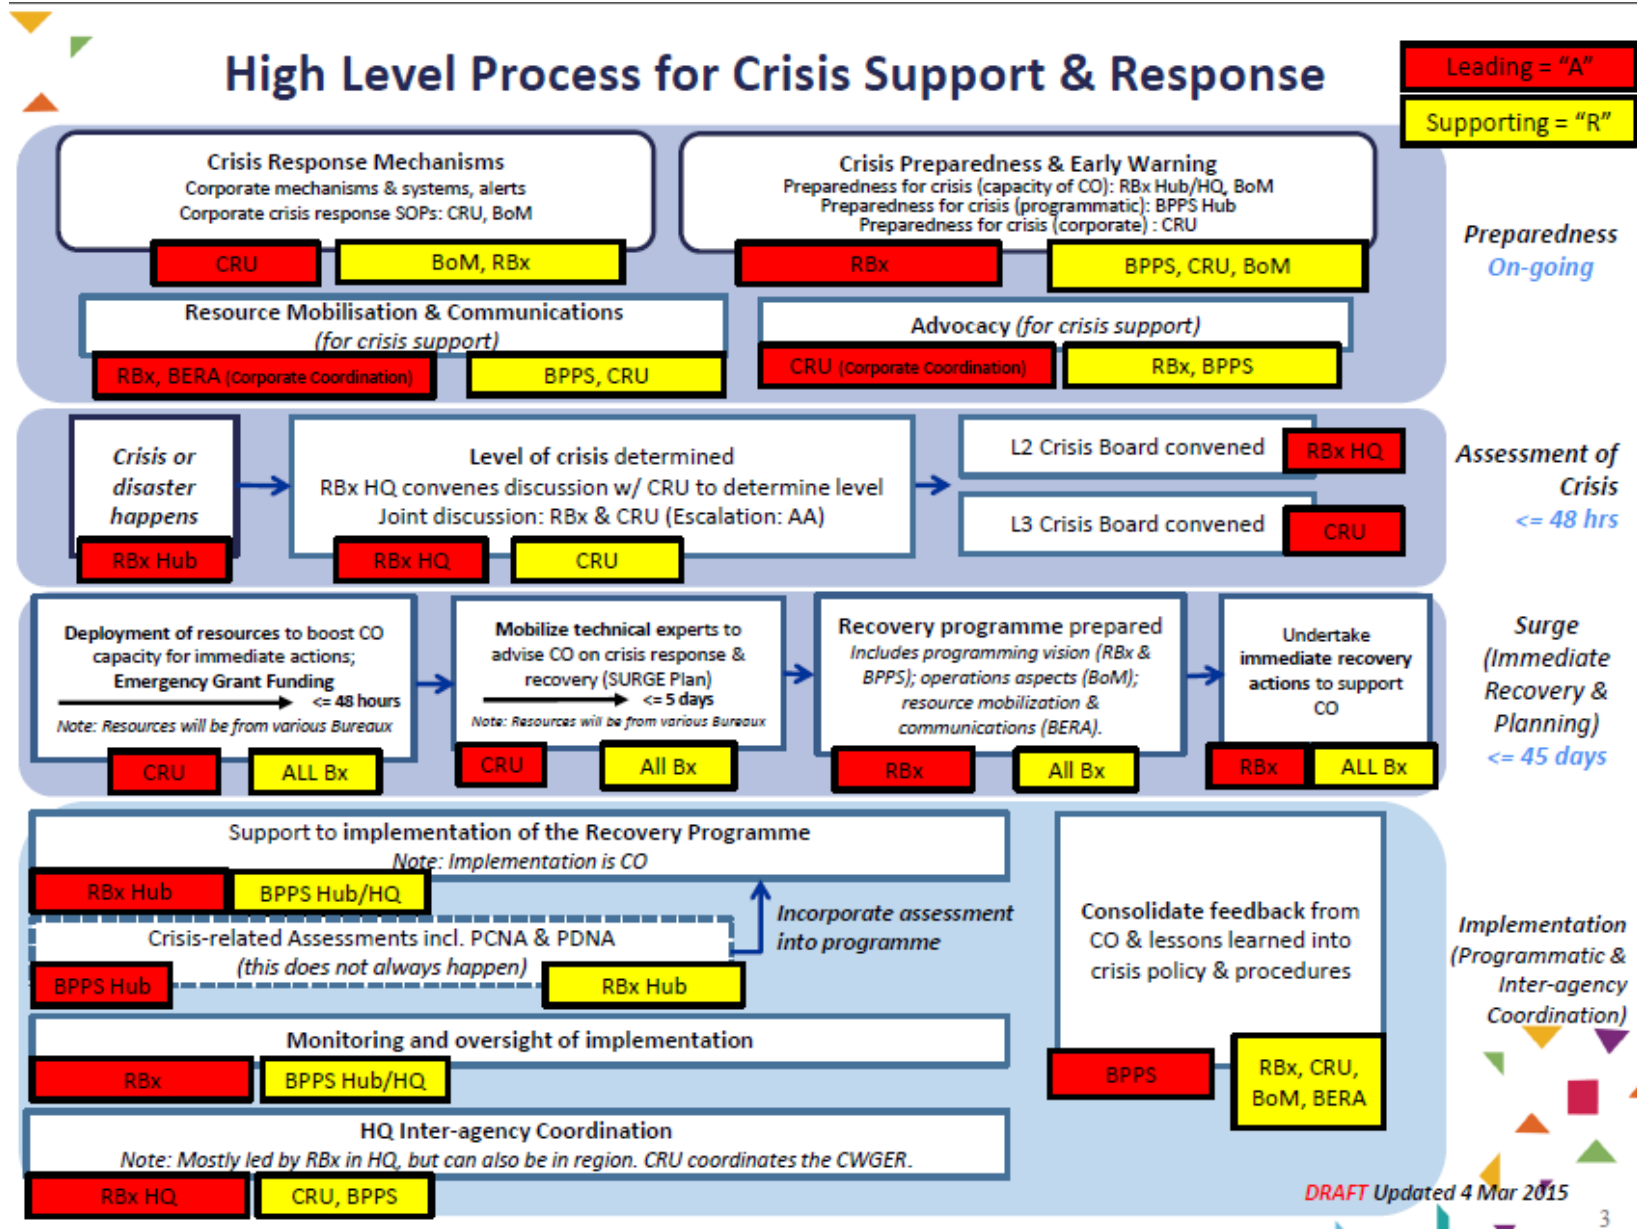 High Level Process for Crisis Support & Response
Leading = “A”
Supporting = “R”
Crisis Response Mechanisms
Corporate mechanisms & systems, alerts
Corporate crisis response SOPs: CRU, BoM
CRU
BoM, RBx
Crisis Preparedness & Early Warning
Preparedness for crisis (capacity of CO): RBx Hub/HQ, BoM
Preparedness for crisis (programmatic): BPPS Hub
Preparedness for crisis (corporate) : CRU
RBx
BPPS, CRU, BoM
Preparedness
On-going
Resource Mobilisation & Communications
(for crisis support)
RBx, BERA (Corporate Coordination)
BPPS, CRU
Advocacy (for crisis support)
CRU (Corporate Coordination)
RBx, BPPS
Crisis or
disaster
happens
RBx Hub
Level of crisis determined
RBx HQ convenes discussion w/ CRU to determine level
Joint discussion: RBx & CRU (Escalation: AA)
RBx HQ
CRU
L2 Crisis Board convened
RBx HQ
L3 Crisis Board convened
CRU
Assessment of
Crisis
<= 48 hrs
Deployment of resources to boost CO
capacity for immediate actions;
Emergency Grant Funding
<= 48 hours
Note: Resources will be from various Bureaux
CRU
ALL Bx
Mobilize technical experts to
advise CO on crisis response &
recovery (SURGE Plan)
<= 5 days
Note: Resources will be from various Bureaux
CRU
All Bx
Recovery programme prepared
Includes programming vision (RBx &
BPPS); operations aspects (BoM);
resource mobilization &
communications (BERA).
RBx
All Bx
Undertake
immediate recovery
actions to support
CO
RBx
ALL Bx
Surge
(Immediate
Recovery &
Planning)
<= 45 days
Support to implementation of the Recovery Programme
Note: Implementation is CO
RBx Hub
BPPS Hub/HQ
Crisis-related Assessments incl. PCNA & PDNA
(this does not always happen)
BPPS Hub
RBx Hub
Incorporate assessment
into programme
Monitoring and oversight of implementation
RBx
BPPS Hub/HQ
HQ Inter-agency Coordination
Note: Mostly led by RBx in HQ, but can also be in region. CRU coordinates the CWGER.
RBx HQ
CRU, BPPS
Consolidate feedback from
CO & lessons learned into
crisis policy & procedures
BPPS
RBx, CRU,
BoM, BERA
Implementation
(Programmatic &
Inter-agency
Coordination)
DRAFT Updated 4 Mar 2015
3